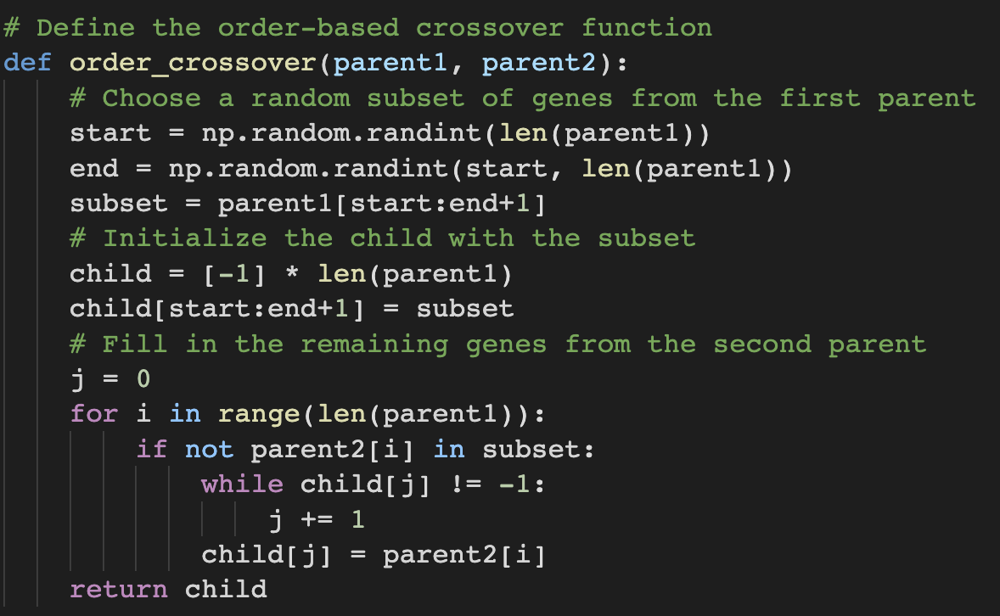 # Define the order-based crossover function
def order_crossover(parent1, parent2):
    # Choose a random subset of genes from the first parent
    start = np.random.randint(len(parent1))
    end = np.random.randint(start, len(parent1))
    subset = parent1[start:end+1]
    # Initialize the child with the subset
    child = [-1] * len(parent1)
    child[start:end+1] = subset
    # Fill in the remaining genes from the second parent
    j = 0
    for i in range(len(parent1)):
        if not parent2[i] in subset:
            while child[j] != -1:
                j += 1
            child[j] = parent2[i]
    return child